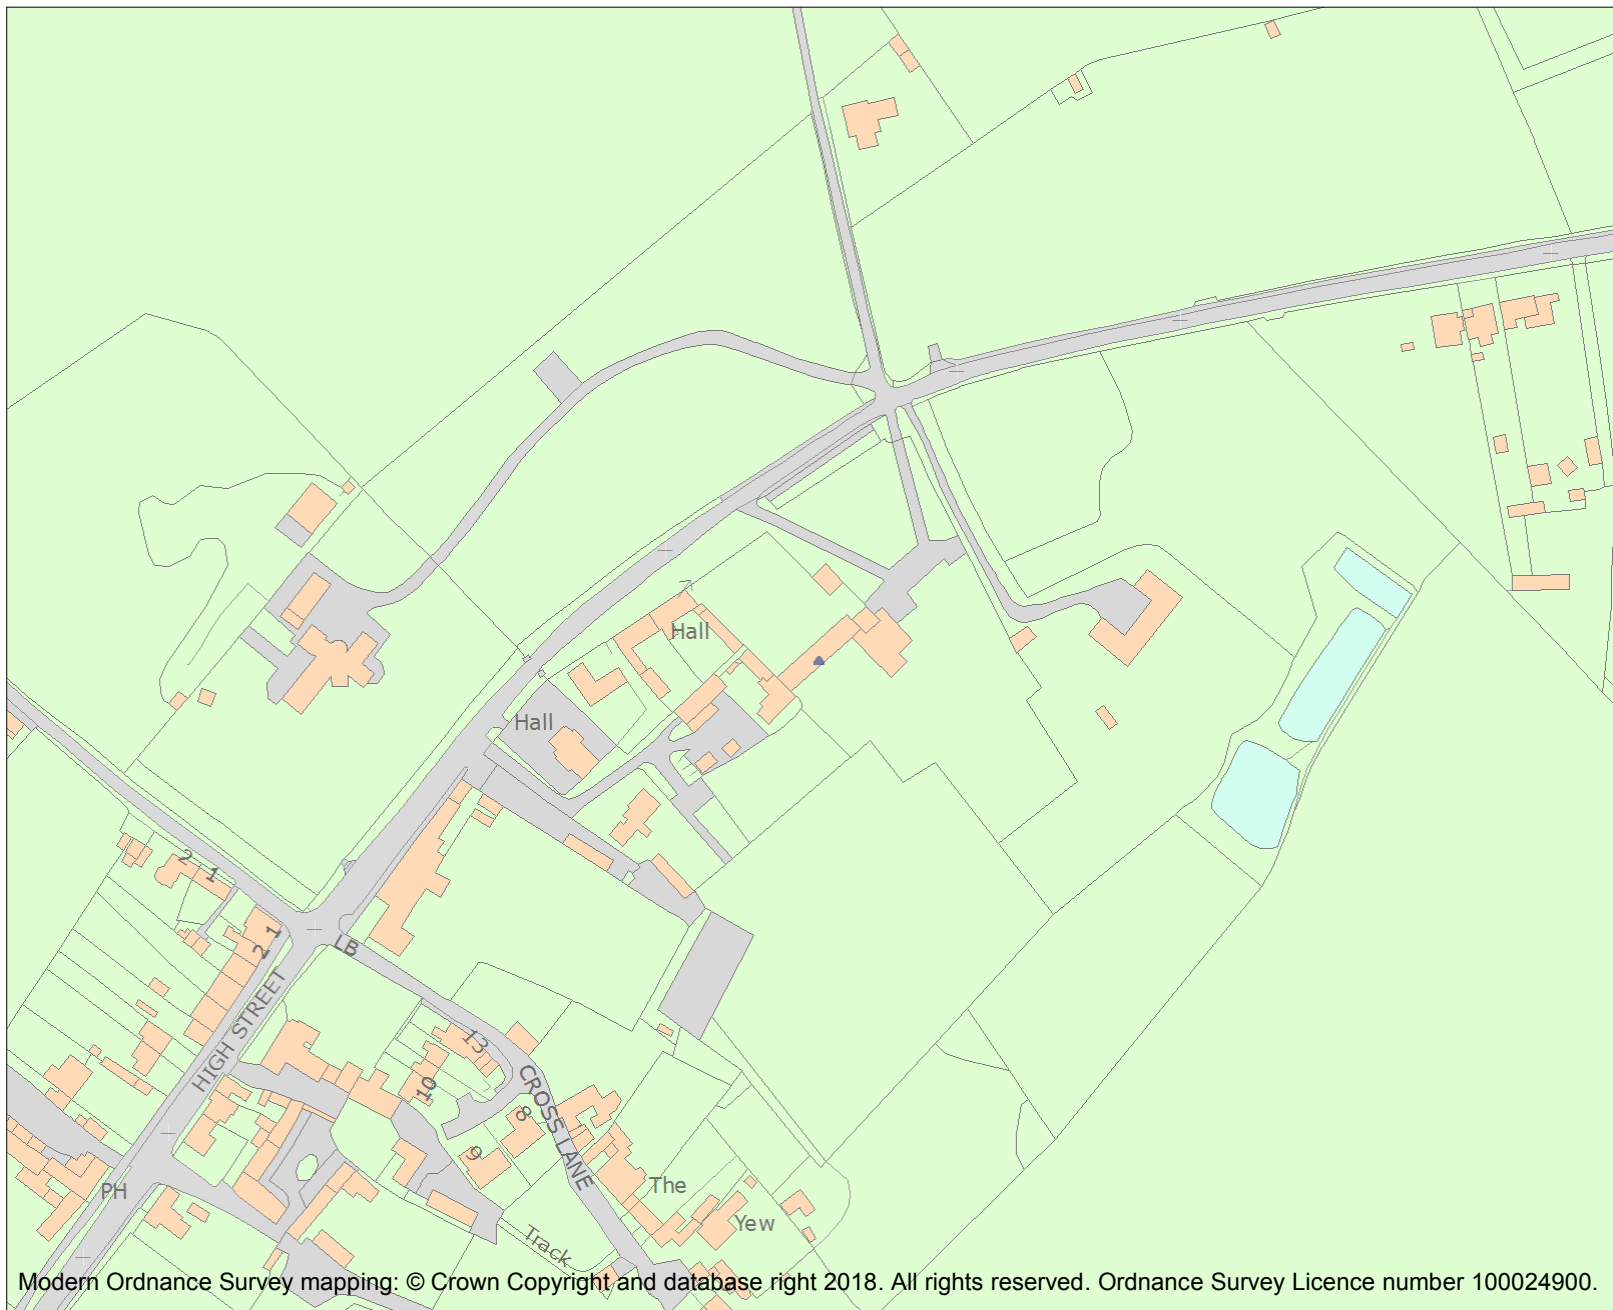 Hall
Hall
2
1
1
2
LB
HIGH STREET
13
10
CROSS LANE
8
9
PH
The
Yew
Track
Modern Ordnance Survey mapping: © Crown Copyright and database right 2018. All rights reserved. Ordnance Survey Licence number 100024900.